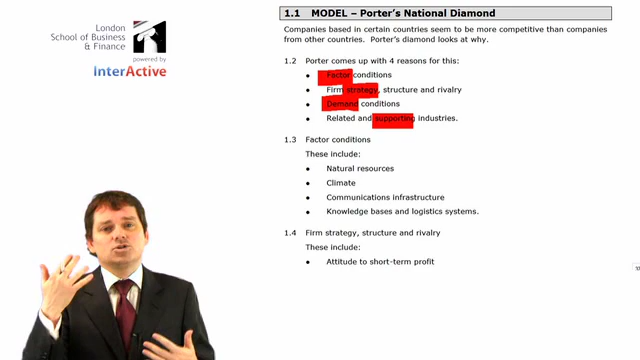 London
School of Business
& Finance
powered by
InterActive
1.1 MODEL – Porter's National Diamond
Companies based in certain countries seem to be more competitive than companies
from other countries. Porter's diamond looks at why.
1.2 Porter comes up with 4 reasons for this:
• Factor conditions
• Firm strategy, structure and rivalry
• Demand conditions
• Related and supporting industries.
1.3 Factor conditions
These include:
• Natural resources
• Climate
• Communications infrastructure
• Knowledge bases and logistics systems.
1.4 Firm strategy, structure and rivalry
These include:
• Attitude to short-term profit